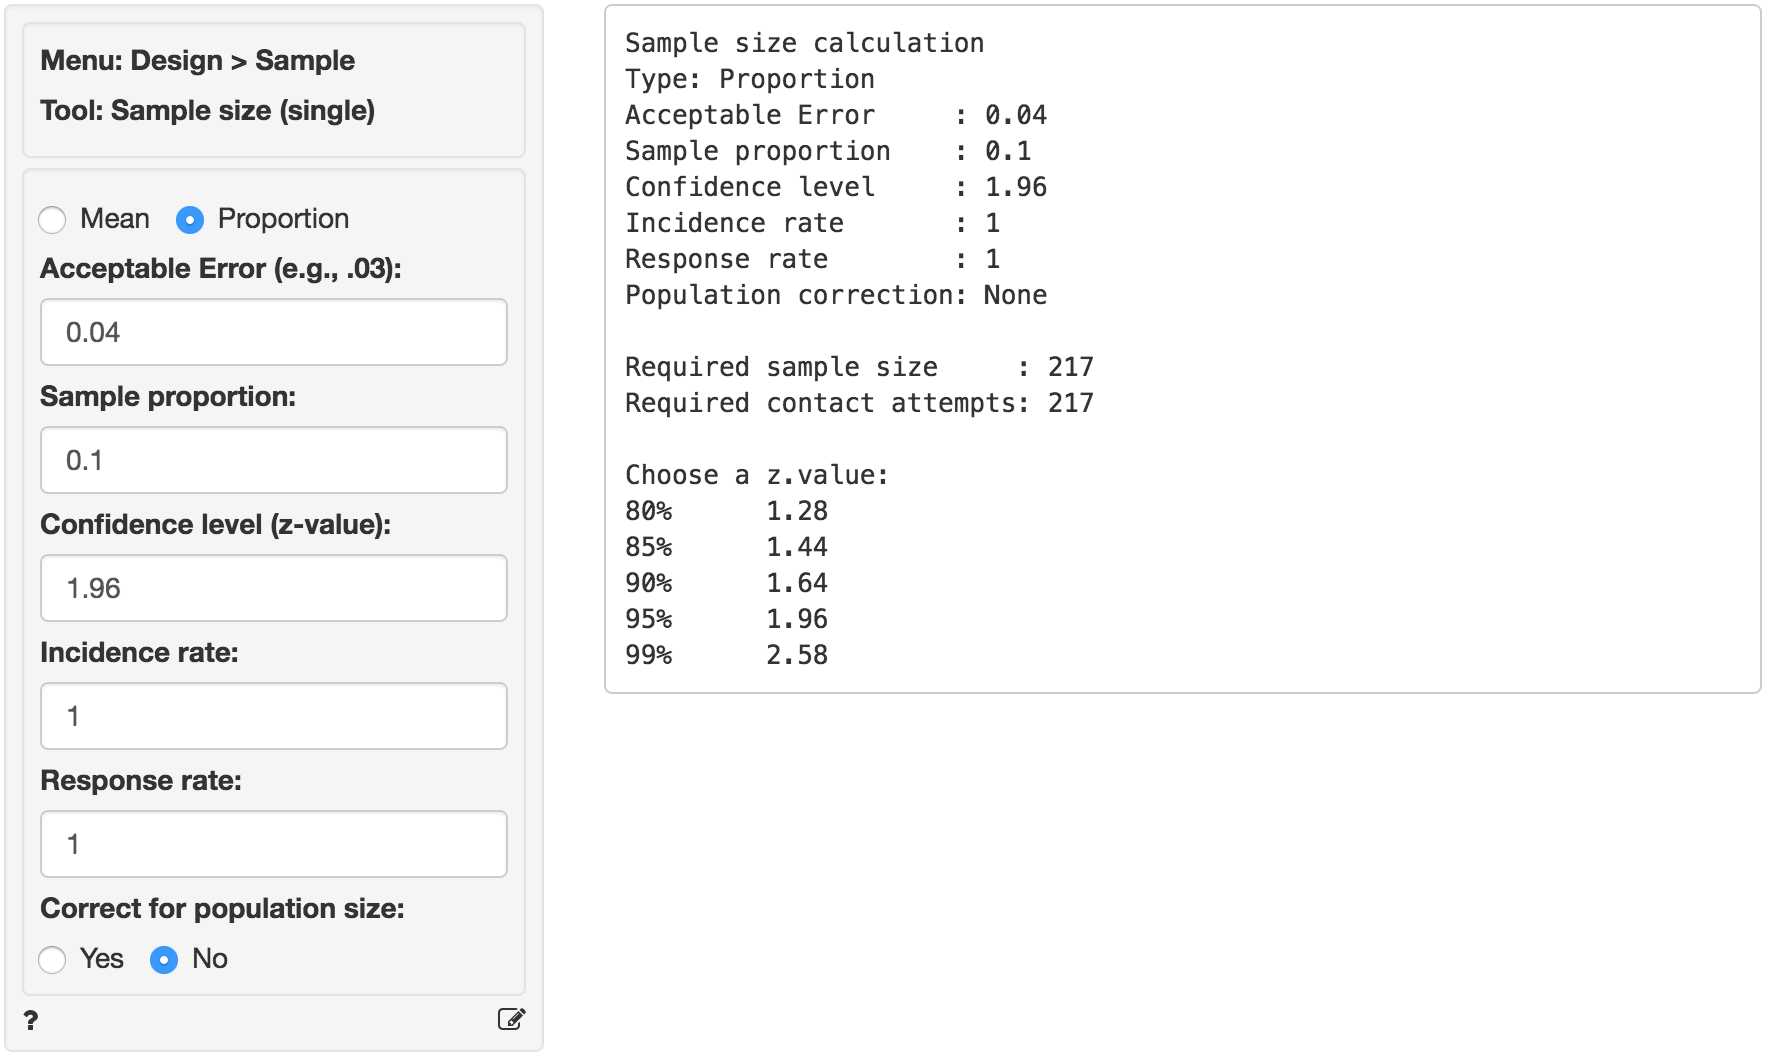 Menu: Design > Sample
Tool: Sample size (single)
Mean Proportion
Acceptable Error (e.g., .03):
0.04
Sample proportion:
0.1
Confidence level (z-value):
1.96
Incidence rate:
1
Response rate:
1
Correct for population size:
Yes No
?
Sample size calculation
Type: Proportion
Acceptable Error     : 0.04
Sample proportion    : 0.1
Confidence level     : 1.96
Incidence rate       : 1
Response rate        : 1
Population correction: None
Required sample size     : 217
Required contact attempts: 217
Choose a z.value:
80%      1.28
85%      1.44
90%      1.64
95%      1.96
99%      2.58